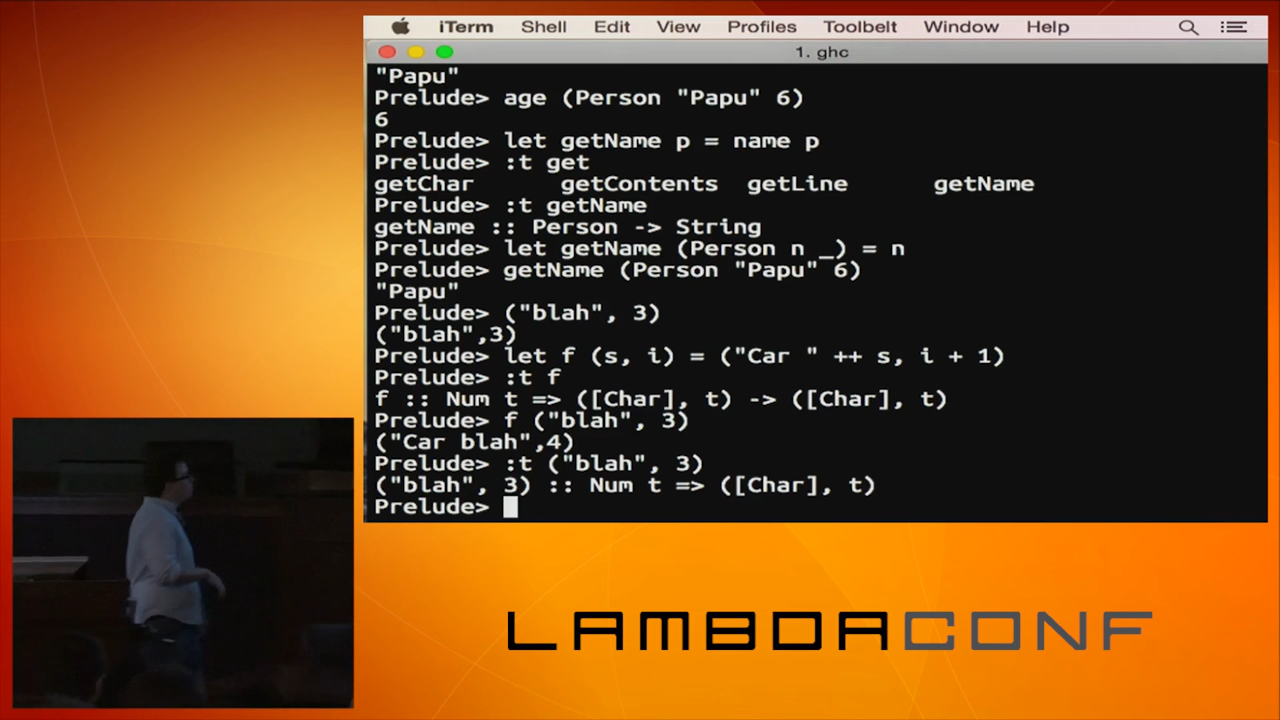 iTerm Shell Edit View Profiles Toolbelt Window Help
1. ghc
"Papu"
Prelude> age (Person "Papu" 6)
6
Prelude> let getName p = name p
Prelude> :t get
getChar getContents getLine getName
Prelude> :t getName
getName :: Person -> String
Prelude> let getName (Person n _) = n
Prelude> getName (Person "Papu" 6)
"Papu"
Prelude> ("blah", 3)
("blah",3)
Prelude> let f (s, i) = ("Car " ++ s, i + 1)
Prelude> :t f
f :: Num t => ([Char], t) -> ([Char], t)
Prelude> f ("blah", 3)
("Car blah",4)
Prelude> :t ("blah", 3)
("blah", 3) :: Num t => ([Char], t)
Prelude>
LAMBDACONF